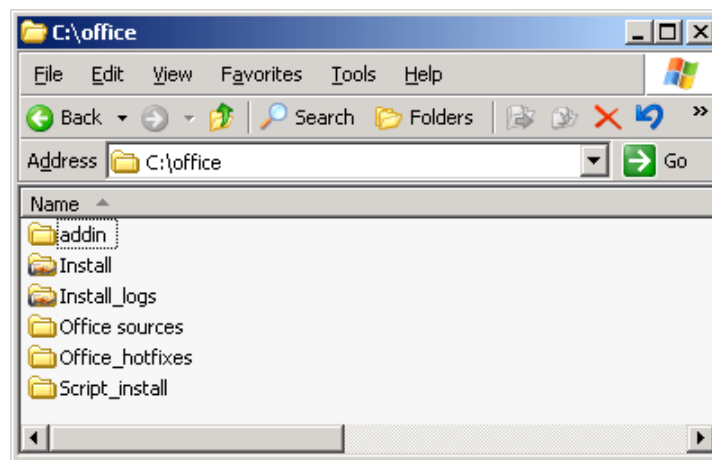 C:\office
File Edit View Favorites Tools Help
Back Search Folders »
Address C:\office Go
Name
addin
Install
Install_logs
Office sources
Office_hotfixes
Script_install